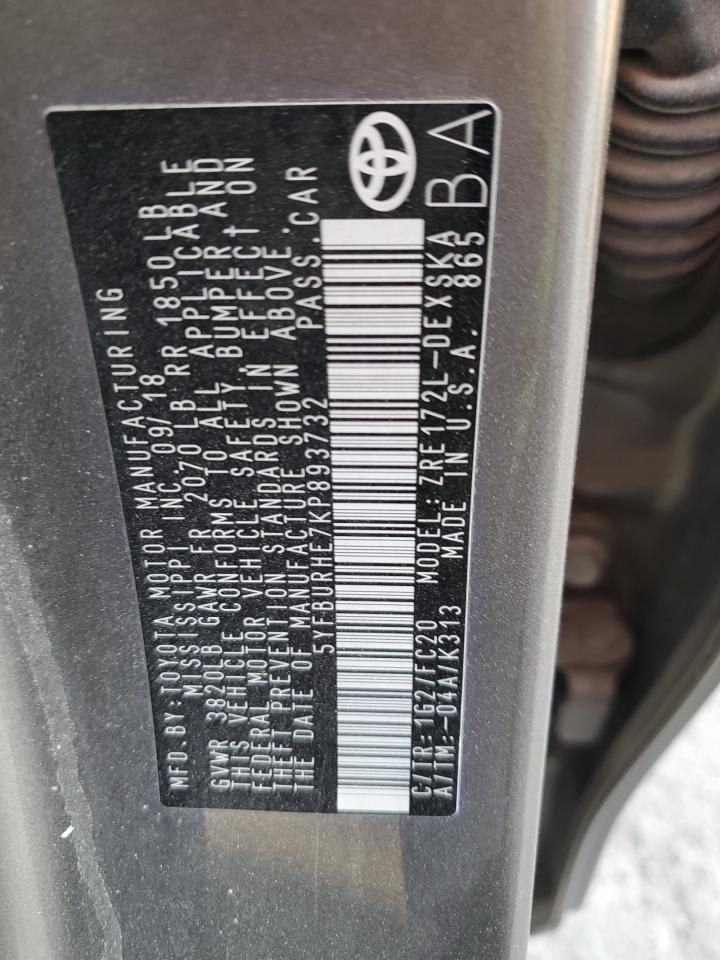 MFD.BY:TOYOTA MOTOR MANUFACTURING
MISSISSIPPI INC. 09/18
GVWR 3820LB GAWR FR 2070LB RR 1850LB
THIS VEHICLE CONFORMS TO ALL APPLICABLE
FEDERAL MOTOR VEHICLE SAFETY, BUMPER AND
THEFT PREVENTION STANDARDS IN EFFECT ON
THE DATE OF MANUFACTURE SHOWN ABOVE.
5YFBURHE7KP893732 PASS.CAR
C/TR:1G2/FC20 MODEL:ZRE172L-DEXSKA
A/TM:-04A/K313 MADE IN U.S.A. 865
BA